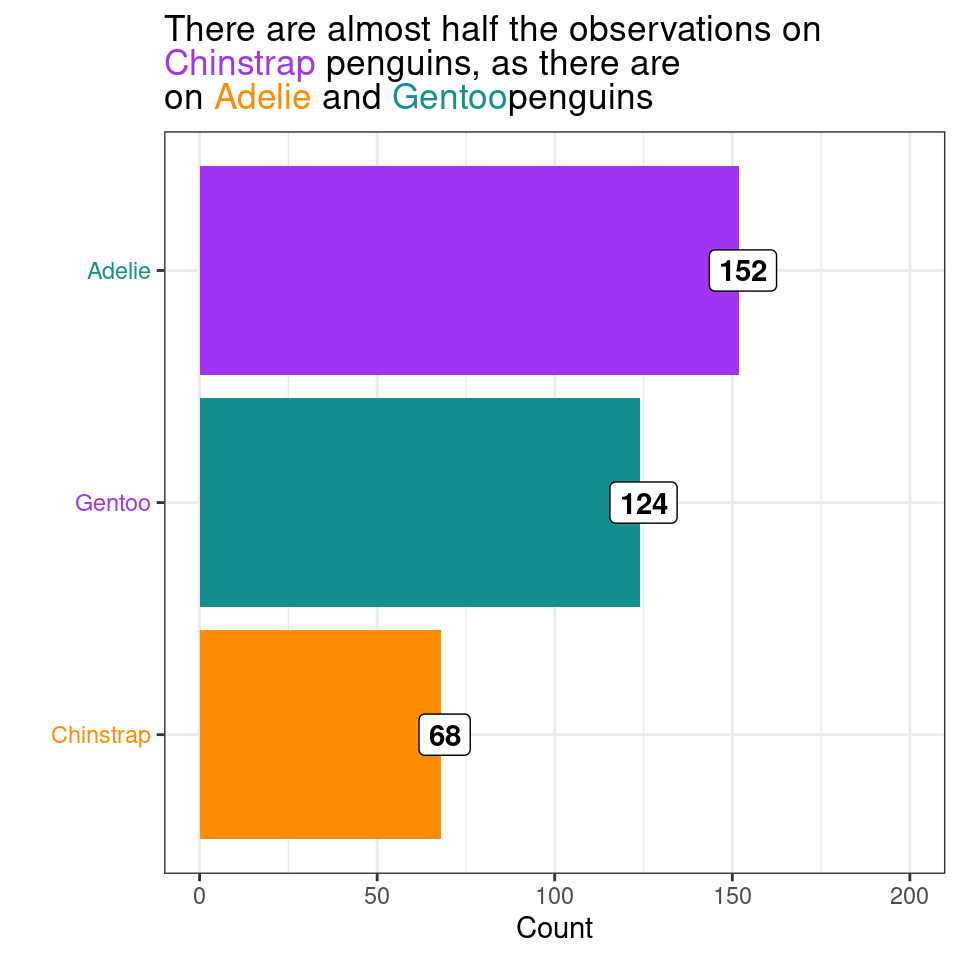 There are almost half the observations on
Chinstrap penguins, as there are
on Adelie and Gentoopenguins
Adelie
152
Gentoo
124
Chinstrap
68
0 50 100 150 200
Count